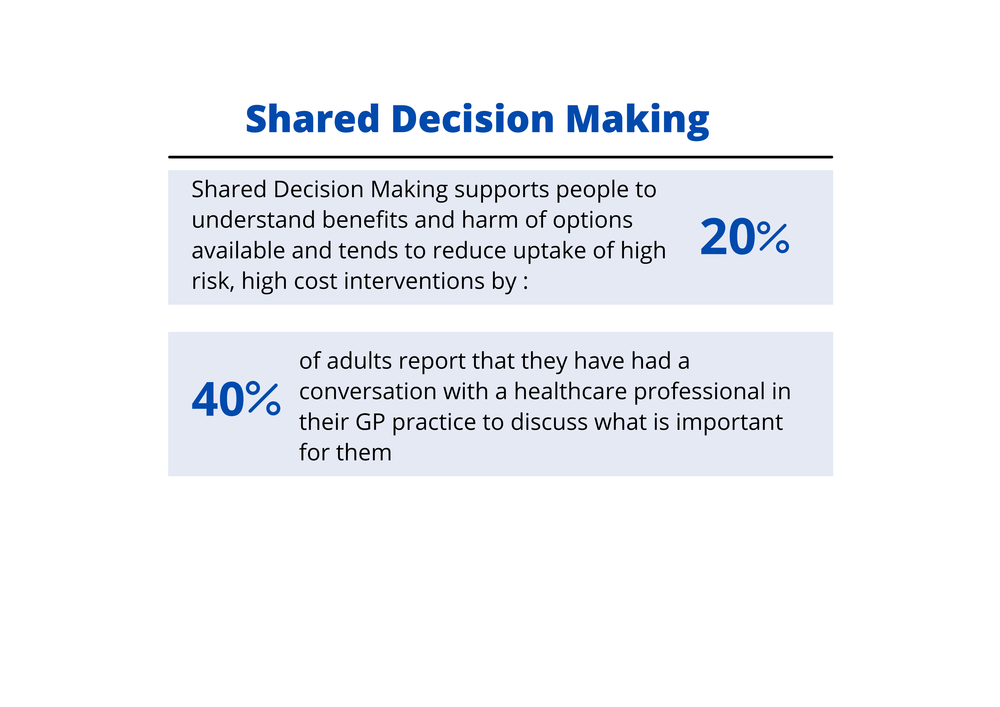 Shared Decision Making
Shared Decision Making supports people to
understand benefits and harm of options
available and tends to reduce uptake of high
risk, high cost interventions by :
20%
40%
of adults report that they have had a
conversation with a healthcare professional in
their GP practice to discuss what is important
for them